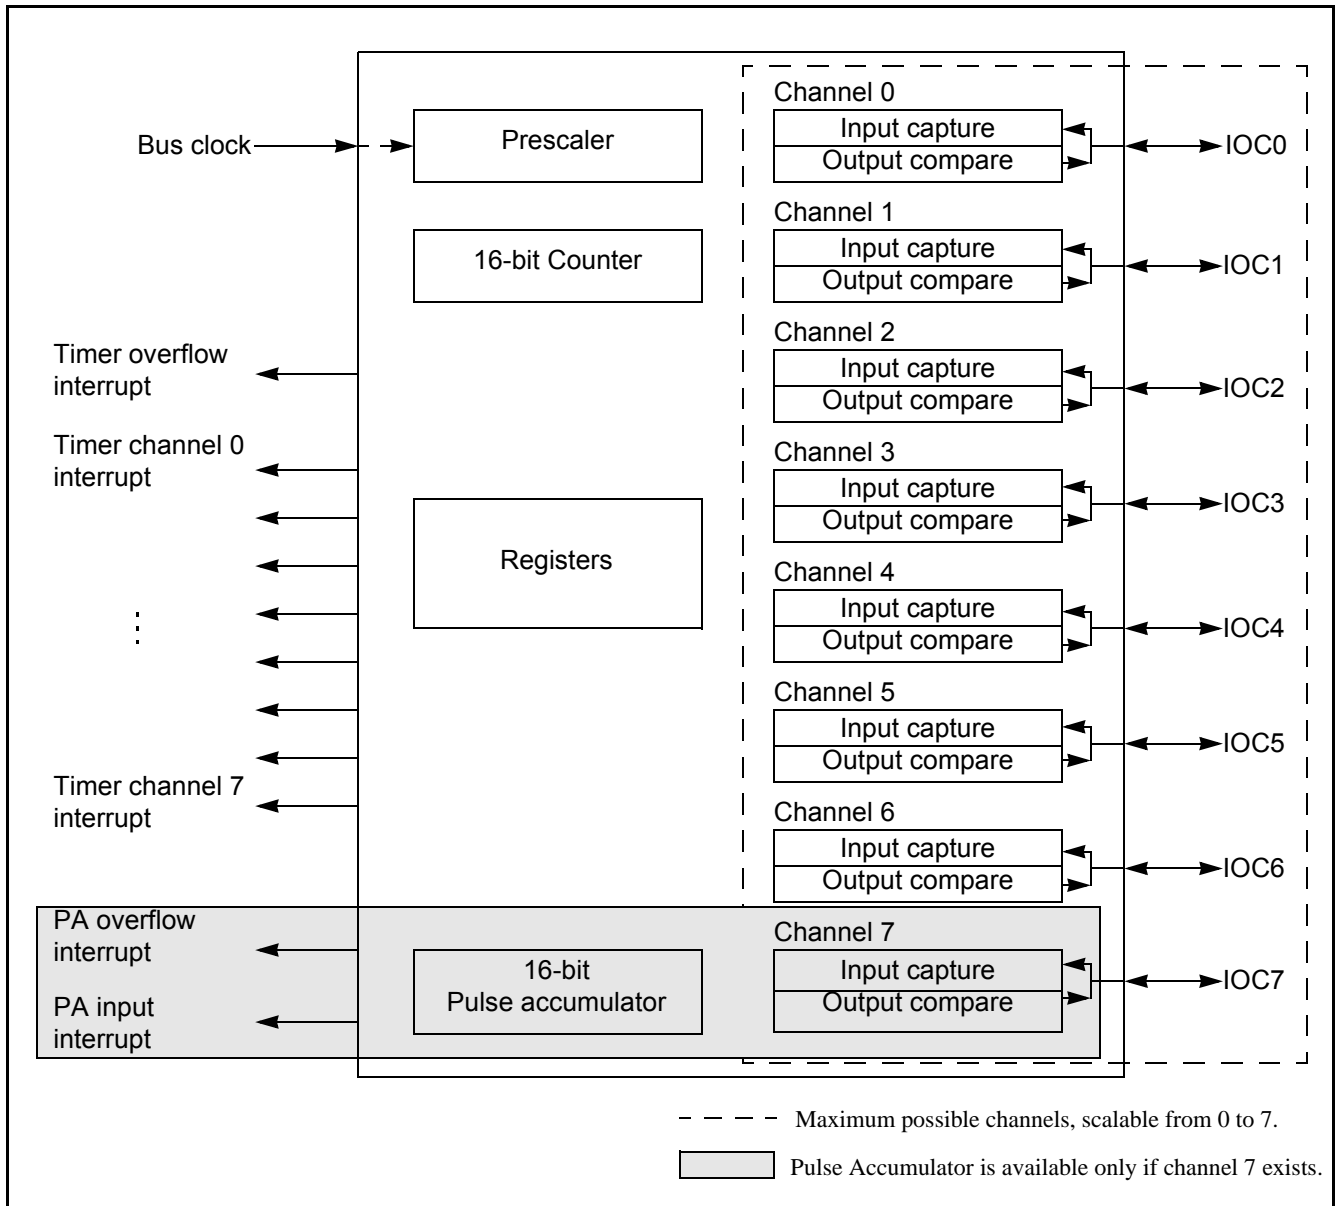 Channel 0
Bus clock
Prescaler
Input capture
Output compare
IOC0
Channel 1
16-bit Counter
Input capture
Output compare
IOC1
Channel 2
Timer overflow
interrupt
Input capture
Output compare
IOC2
Channel 3
Timer channel 0
interrupt
Input capture
Output compare
IOC3
Registers
Channel 4
Input capture
Output compare
IOC4
Channel 5
Input capture
Output compare
IOC5
Timer channel 7
interrupt
Channel 6
Input capture
Output compare
IOC6
PA overflow
interrupt
Channel 7
16-bit
Pulse accumulator
Input capture
Output compare
IOC7
PA input
interrupt
Maximum possible channels, scalable from 0 to 7.
Pulse Accumulator is available only if channel 7 exists.